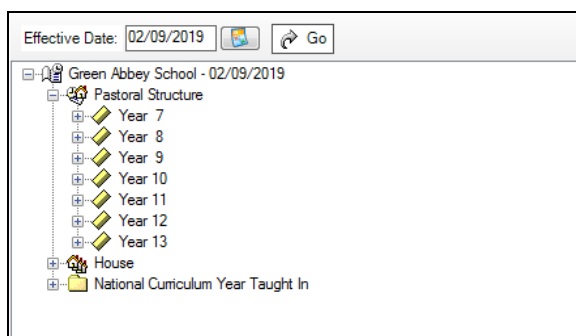 Effective Date: 02/09/2019 Go
Green Abbey School - 02/09/2019
Pastoral Structure
Year 7
Year 8
Year 9
Year 10
Year 11
Year 12
Year 13
House
National Curriculum Year Taught In